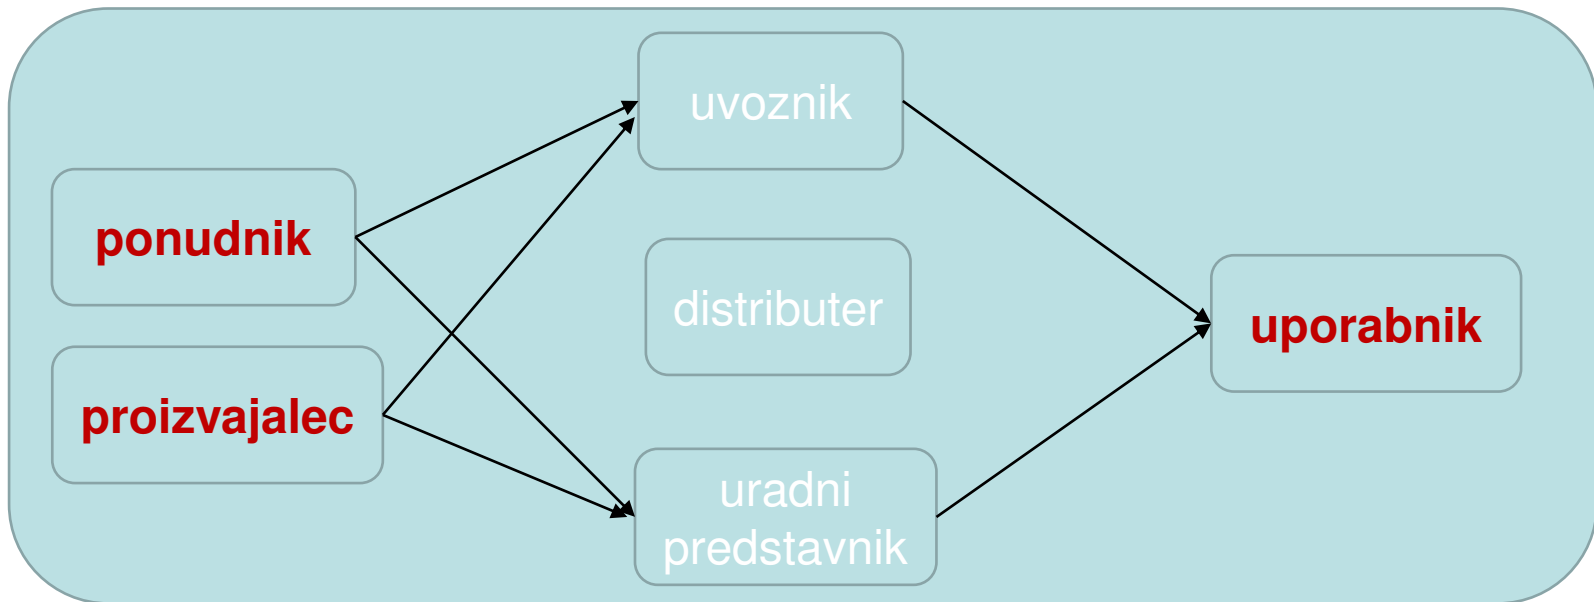 uvoznik
ponudnik
distributer
uporabnik
proizvajalec
uradni
predstavnik